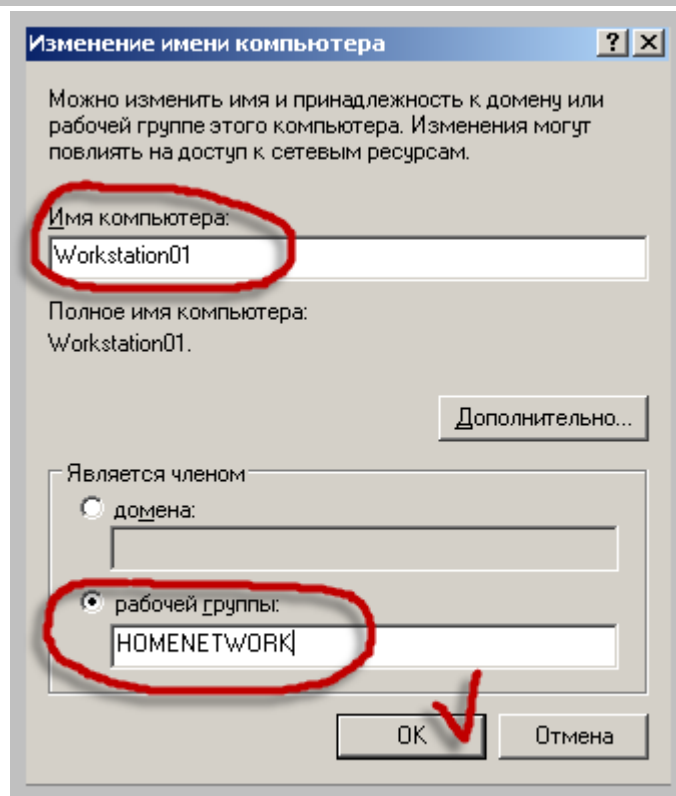 Изменение имени компьютера
Можно изменить имя и принадлежность к домену или
рабочей группе этого компьютера. Изменения могут
повлиять на доступ к сетевым ресурсам.
Имя компьютера:
Workstation01
Полное имя компьютера:
Workstation01.
Дополнительно...
Является членом
домена:
рабочей группы:
HOMENETWORK
OK
Отмена